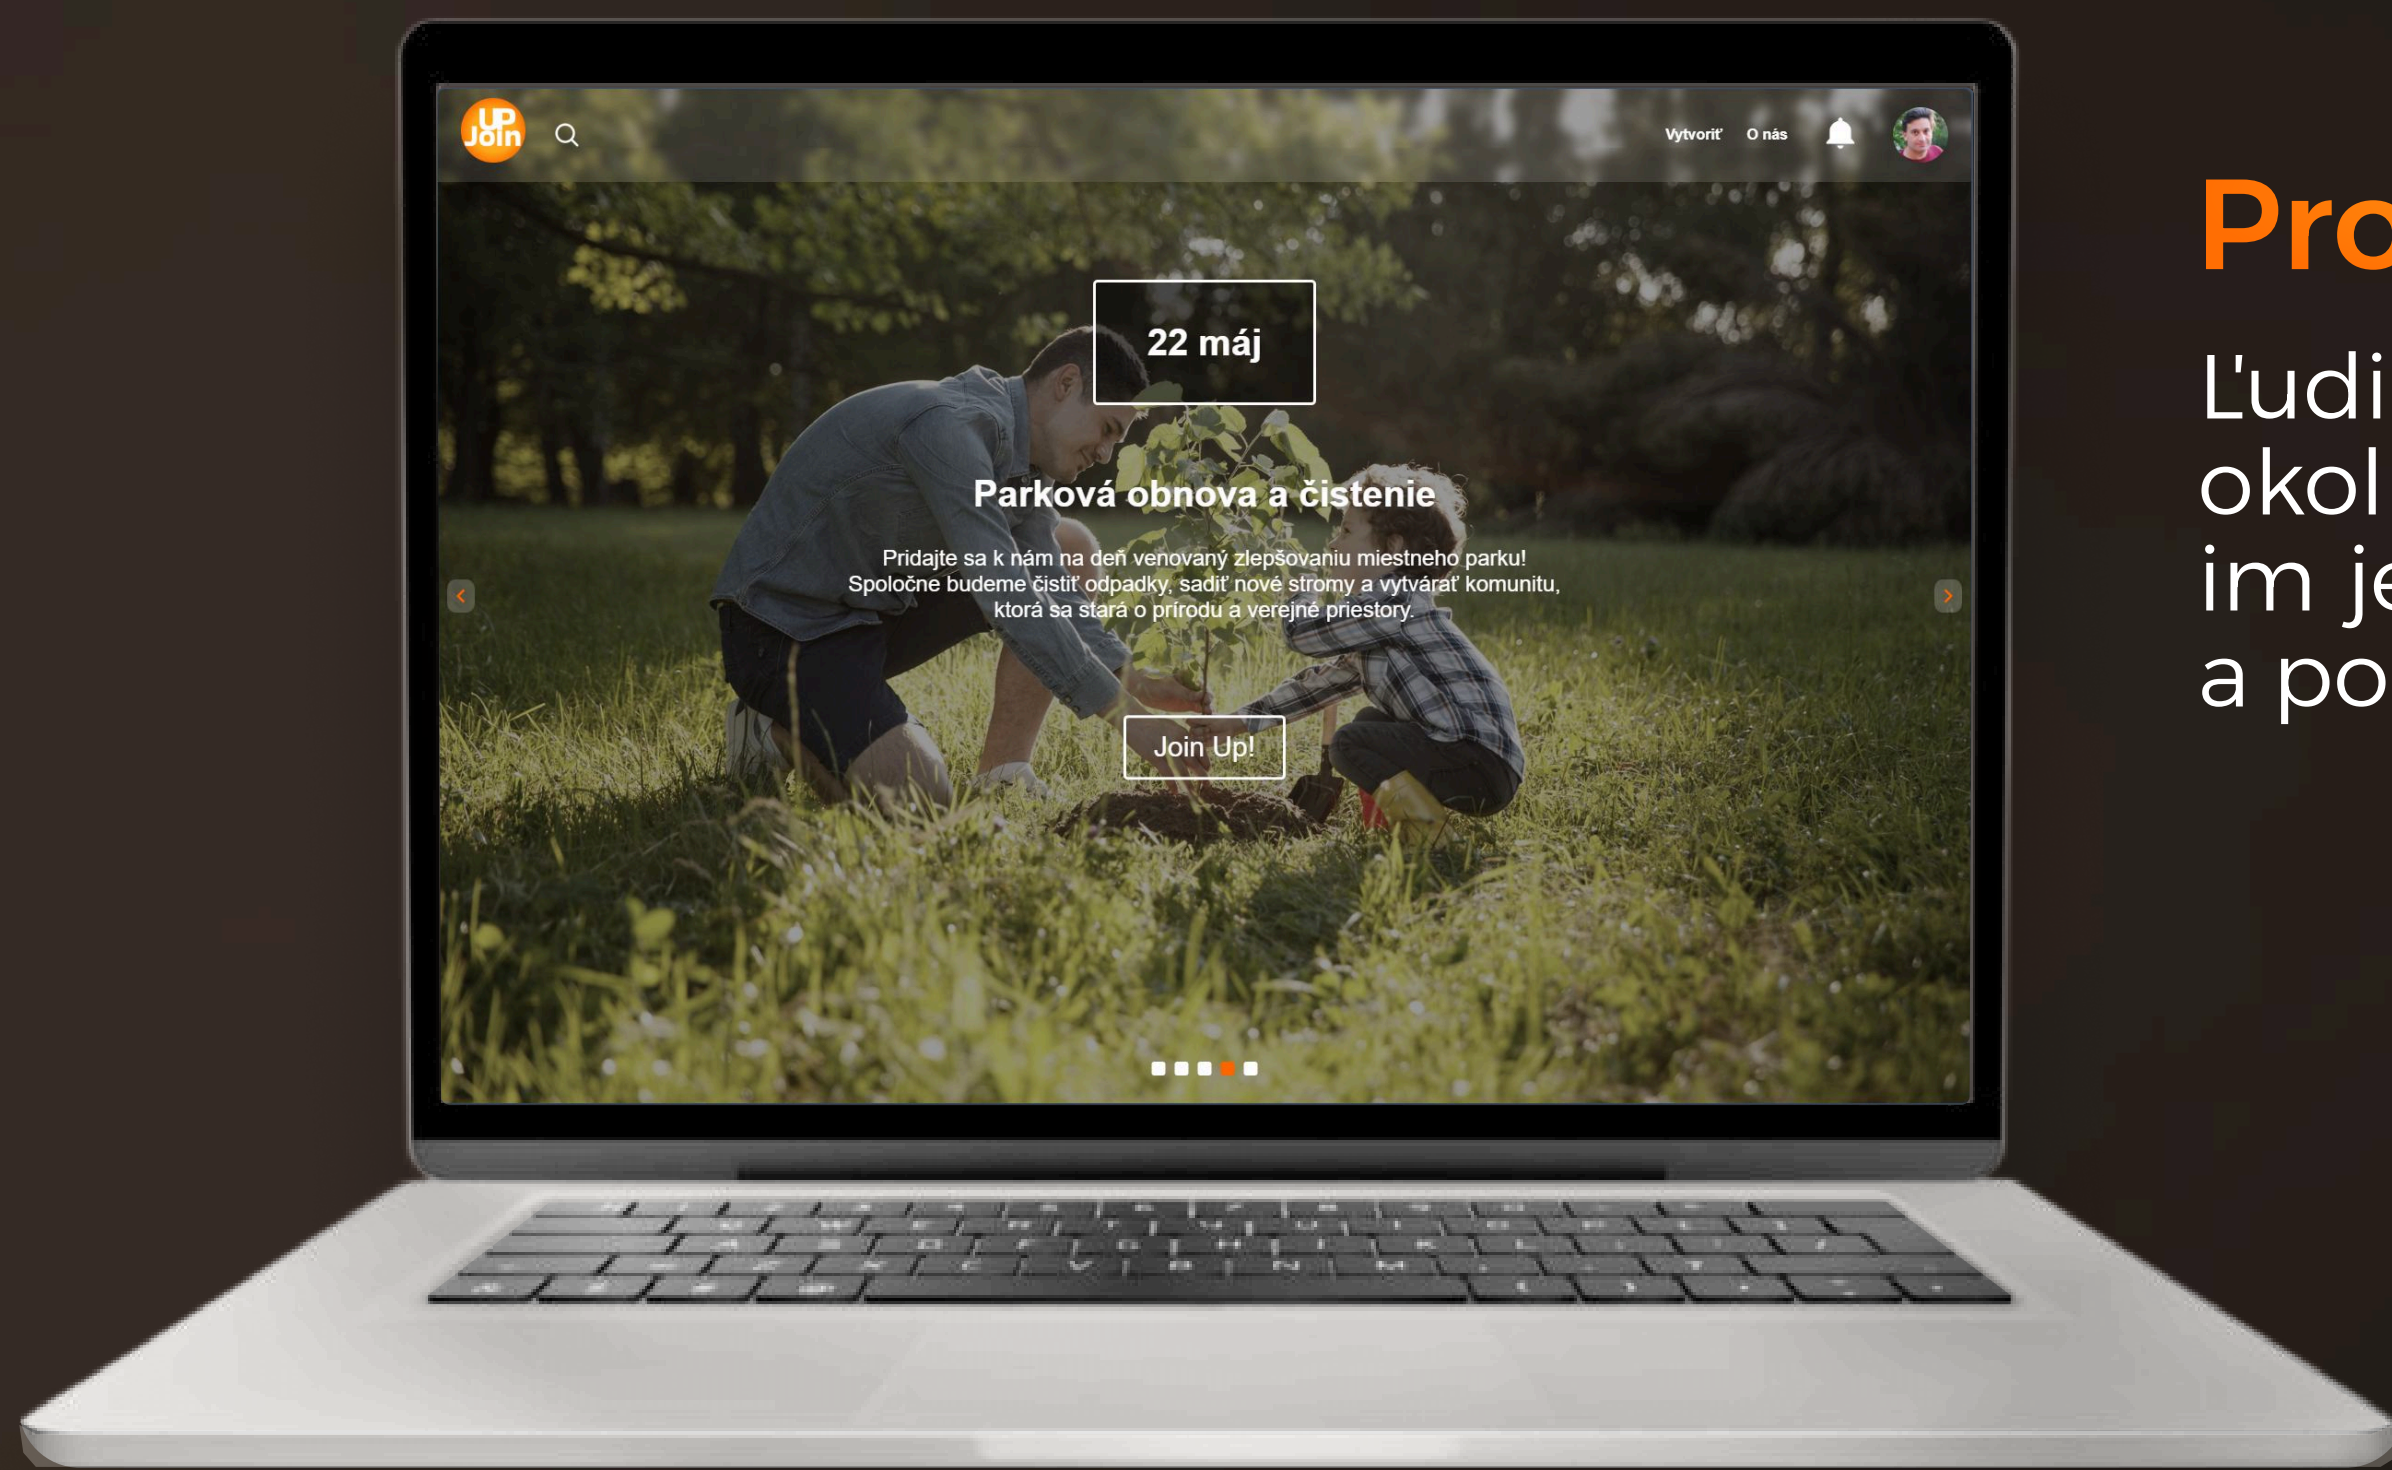 UP
Join
Vytvoriť O nás
22 máj
Parková obnova a čistenie
Pridajte sa k nám na deň venovaný zlepšovaniu miestneho parku!
Spoločne budeme čistiť odpadky, sadiť nové stromy a vytvárať komunitu,
ktorá sa stará o prírodu a verejné priestory.
Join Up!
Pro
Ľudi
okol
im je
a po